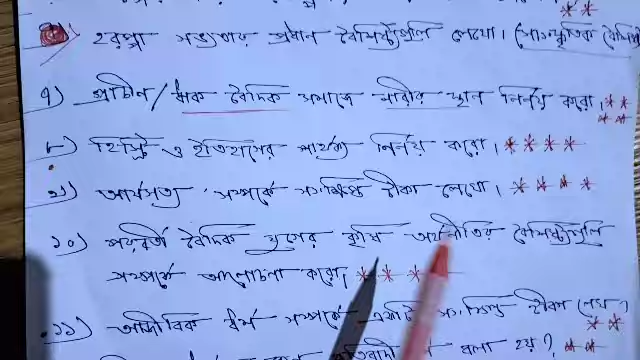 হরপ্পা সভ্যতার প্রধান বৈশিষ্ট্যগুলি লেখো। (সাংস্কৃতিক
৭) প্রাচীন/ঋক বৈদিক সমাজে নারীর স্থান নির্ণয় করো।
৮) হিস্ট্রি ও ইতিহাসের পার্থক্য নির্ণয় করো।
৯) আর্যসত্য সম্পর্কে সংক্ষিপ্ত টীকা লেখো।
১০) পরবর্তী বৈদিক যুগের কৃষি অর্থনীতির বৈশিষ্ট্যগুলি
সম্পর্কে আলোচনা করো।
১১) আজীবিক ধর্ম সম্পর্কে একটি সংক্ষিপ্ত টীকা লেখ।
বলা হয়?